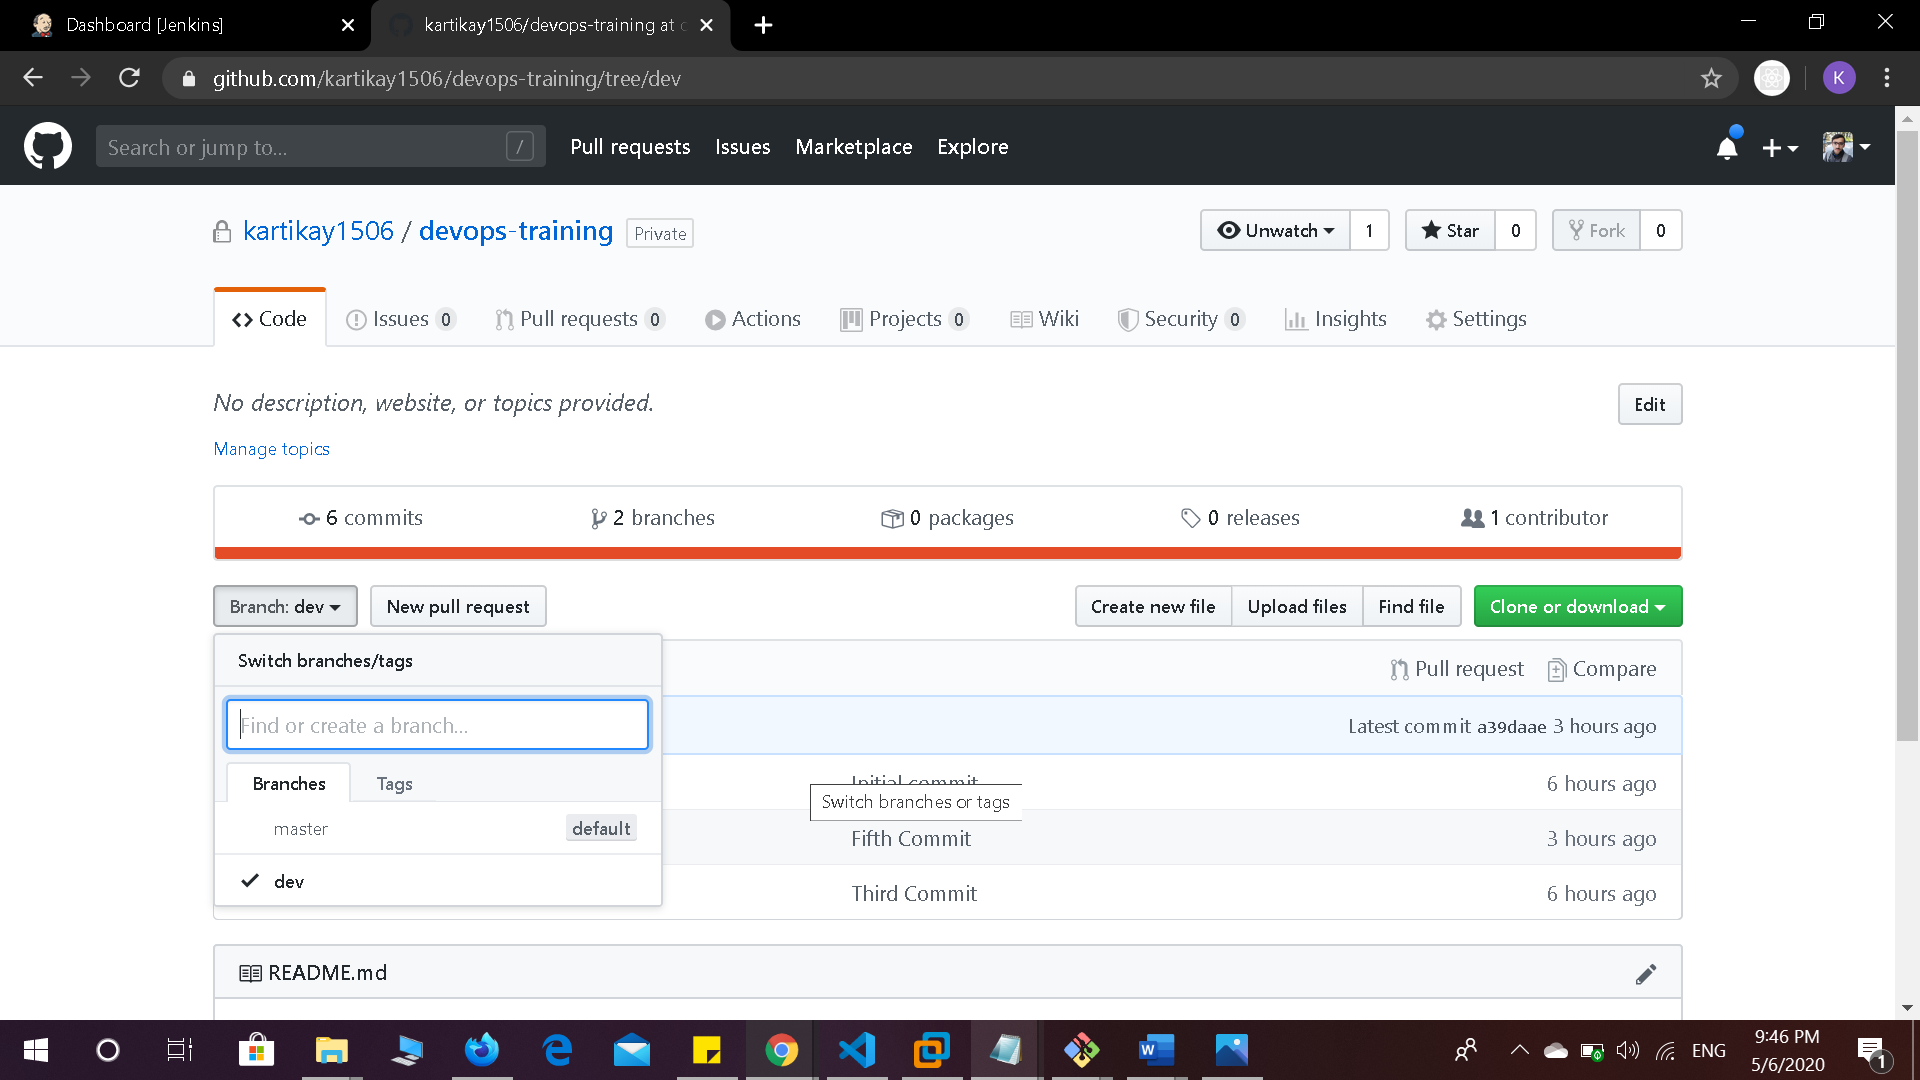 Dashboard [Jenkins]
kartikay1506/devops-training at
github.com/kartikay1506/devops-training/tree/dev
K
Search or jump to...
/
Pull requests
Issues
Marketplace
Explore
kartikay1506 / devops-training
Private
Unwatch 1
Star 0
Fork 0
Code
Issues 0
Pull requests 0
Actions
Projects 0
Wiki
Security 0
Insights
Settings
No description, website, or topics provided.
Edit
Manage topics
6 commits
2 branches
0 packages
0 releases
1 contributor
Branch: dev
New pull request
Create new file
Upload files
Find file
Clone or download
Switch branches/tags
Pull request
Compare
Find or create a branch...
Latest commit a39daae 3 hours ago
Branches
Tags
Initial commit
6 hours ago
Switch branches or tags
master
default
Fifth Commit
3 hours ago
dev
Third Commit
6 hours ago
README.md
ENG
9:46 PM
5/6/2020
1